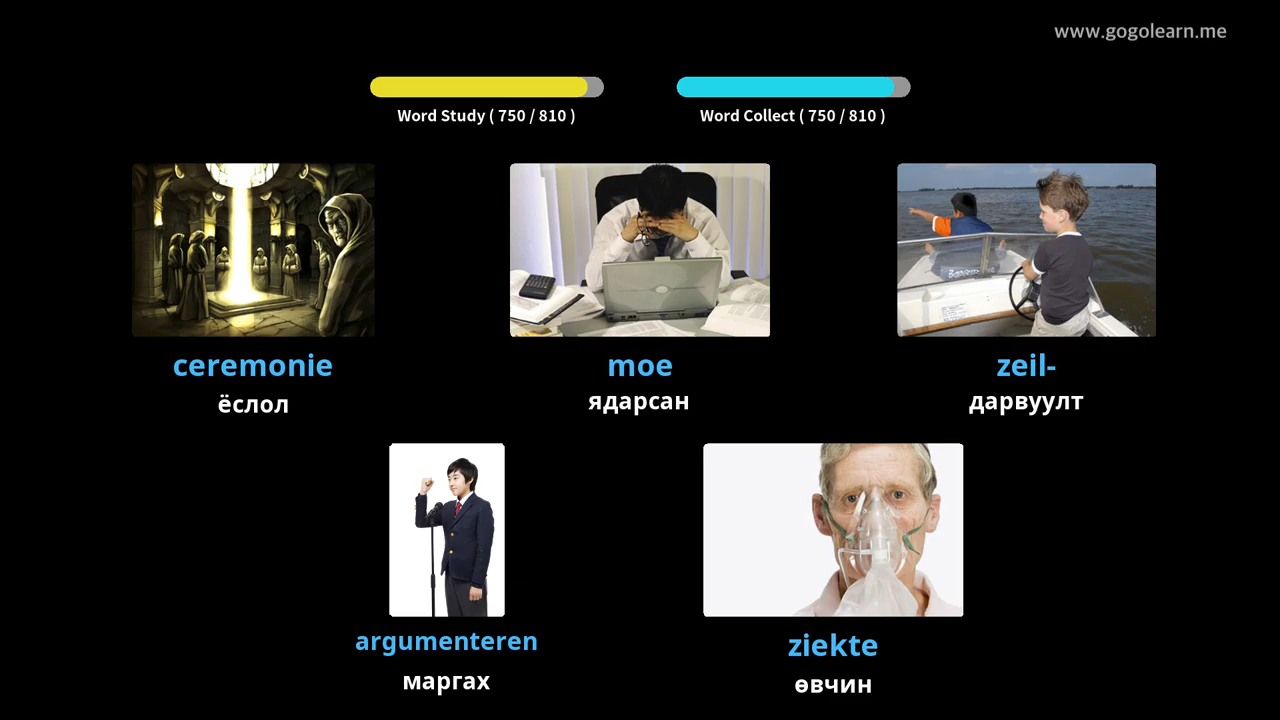 www.gogolearn.me
Word Study ( 750 / 810 )
Word Collect ( 750 / 810 )
ceremonie
moe
zeil-
ёслол
ядарсан
дарвуулт
argumenteren
ziekte
маргах
өвчин